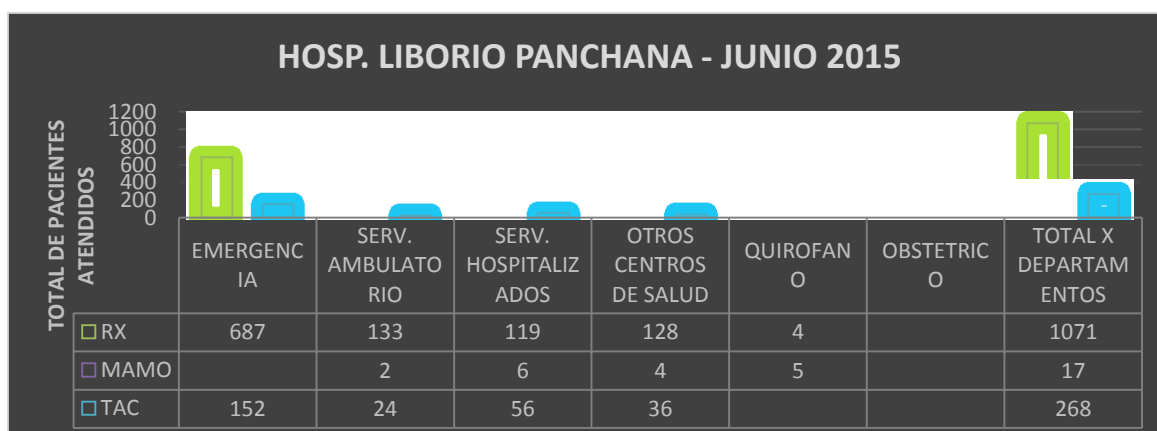 HOSP. LIBORIO PANCHANA - JUNIO 2015
TOTAL DE PACIENTES
ATENDIDOS
1200
1000
800
600
400
200
0
EMERGENC
IA
SERV.
AMBULATO
RIO
SERV.
HOSPITALIZ
ADOS
OTROS
CENTROS
DE SALUD
QUIROFAN
O
OBSTETRIC
O
TOTAL X
DEPARTAM
ENTOS
RX 687 133 119 128 4 1071
MAMO 2 6 4 5 17
TAC 152 24 56 36 268